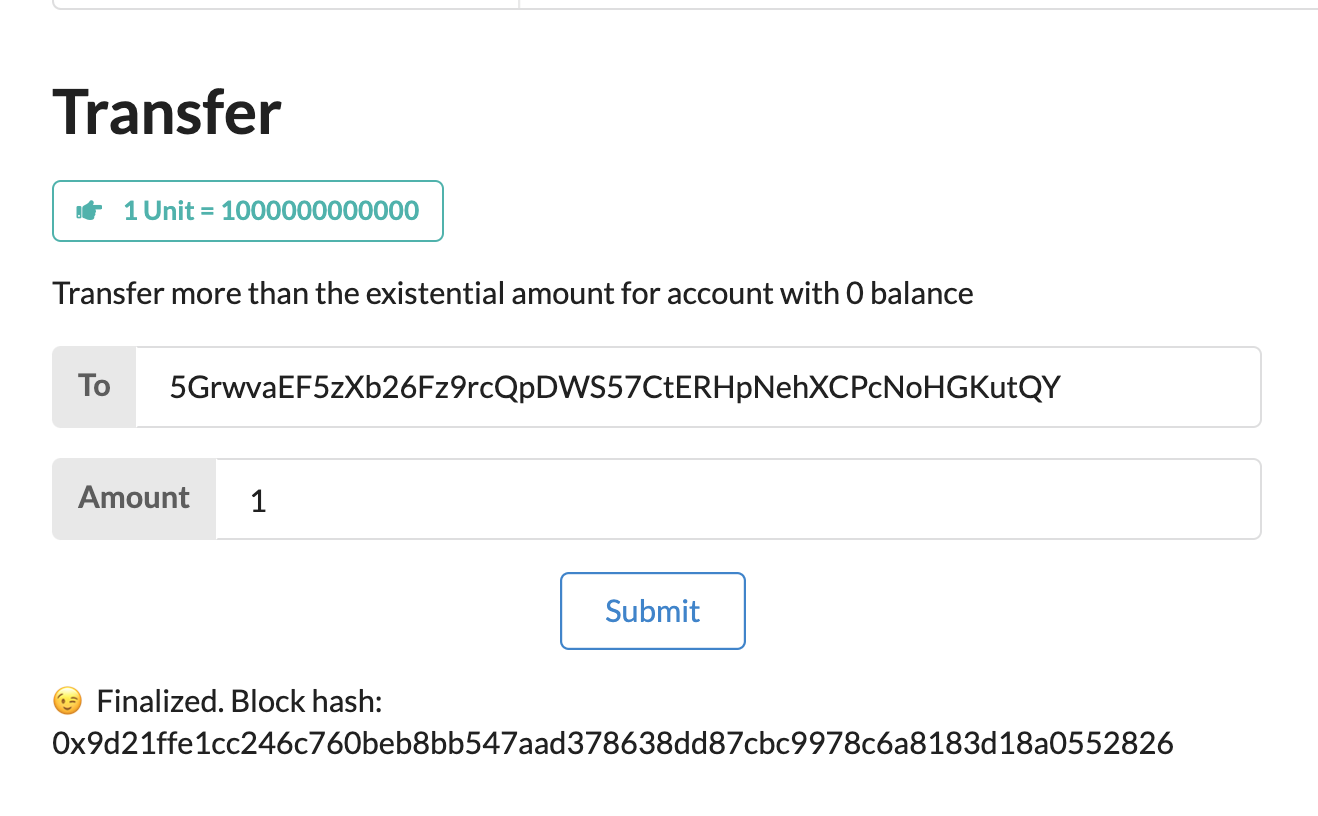 Transfer
1 Unit = 1000000000000
Transfer more than the existential amount for account with 0 balance
To 5GrwvaEF5zXb26Fz9rcQpDWS57CtERHpNehXCPcNoHGKutQY
Amount 1
Submit
😉 Finalized. Block hash:
0x9d21ffe1cc246c760beb8bb547aad378638dd87cbc9978c6a8183d18a0552826